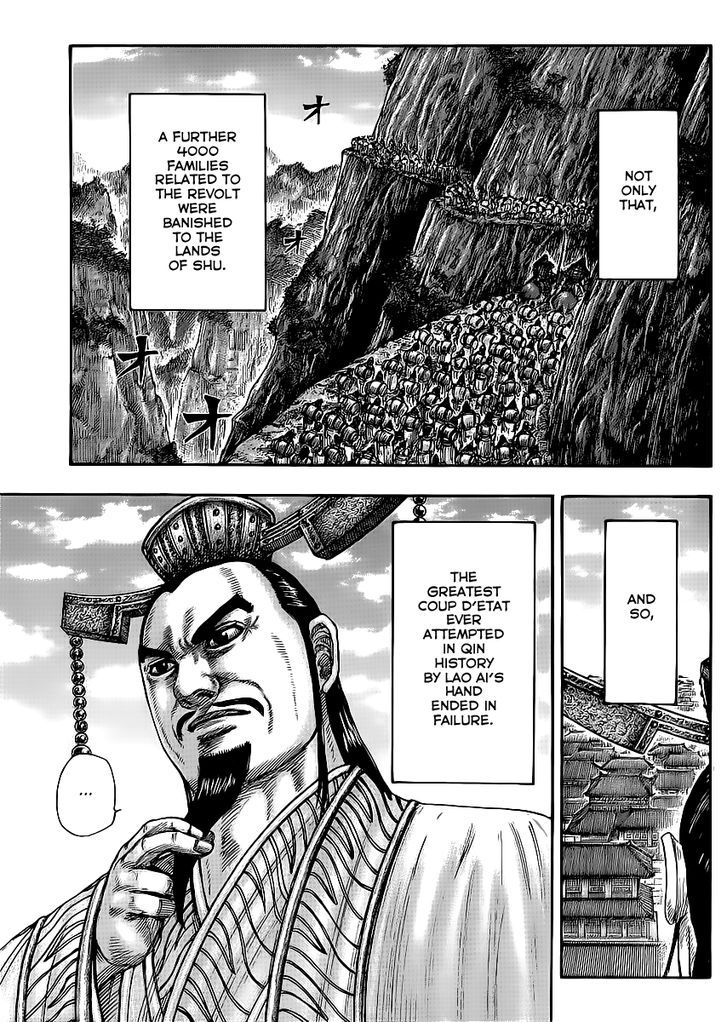 NOT
ONLY
THAT,
A FURTHER
4000
FAMILIES
RELATED TO
THE REVOLT
WERE
BANISHED
TO THE
LANDS
OF SHU.
オ
オ
オ
オ
AND
SO,
THE
GREATEST
COUP D'ETAT
EVER
ATTEMPTED
IN QIN
HISTORY
BY LAO AI'S
HAND
ENDED IN
FAILURE.
...